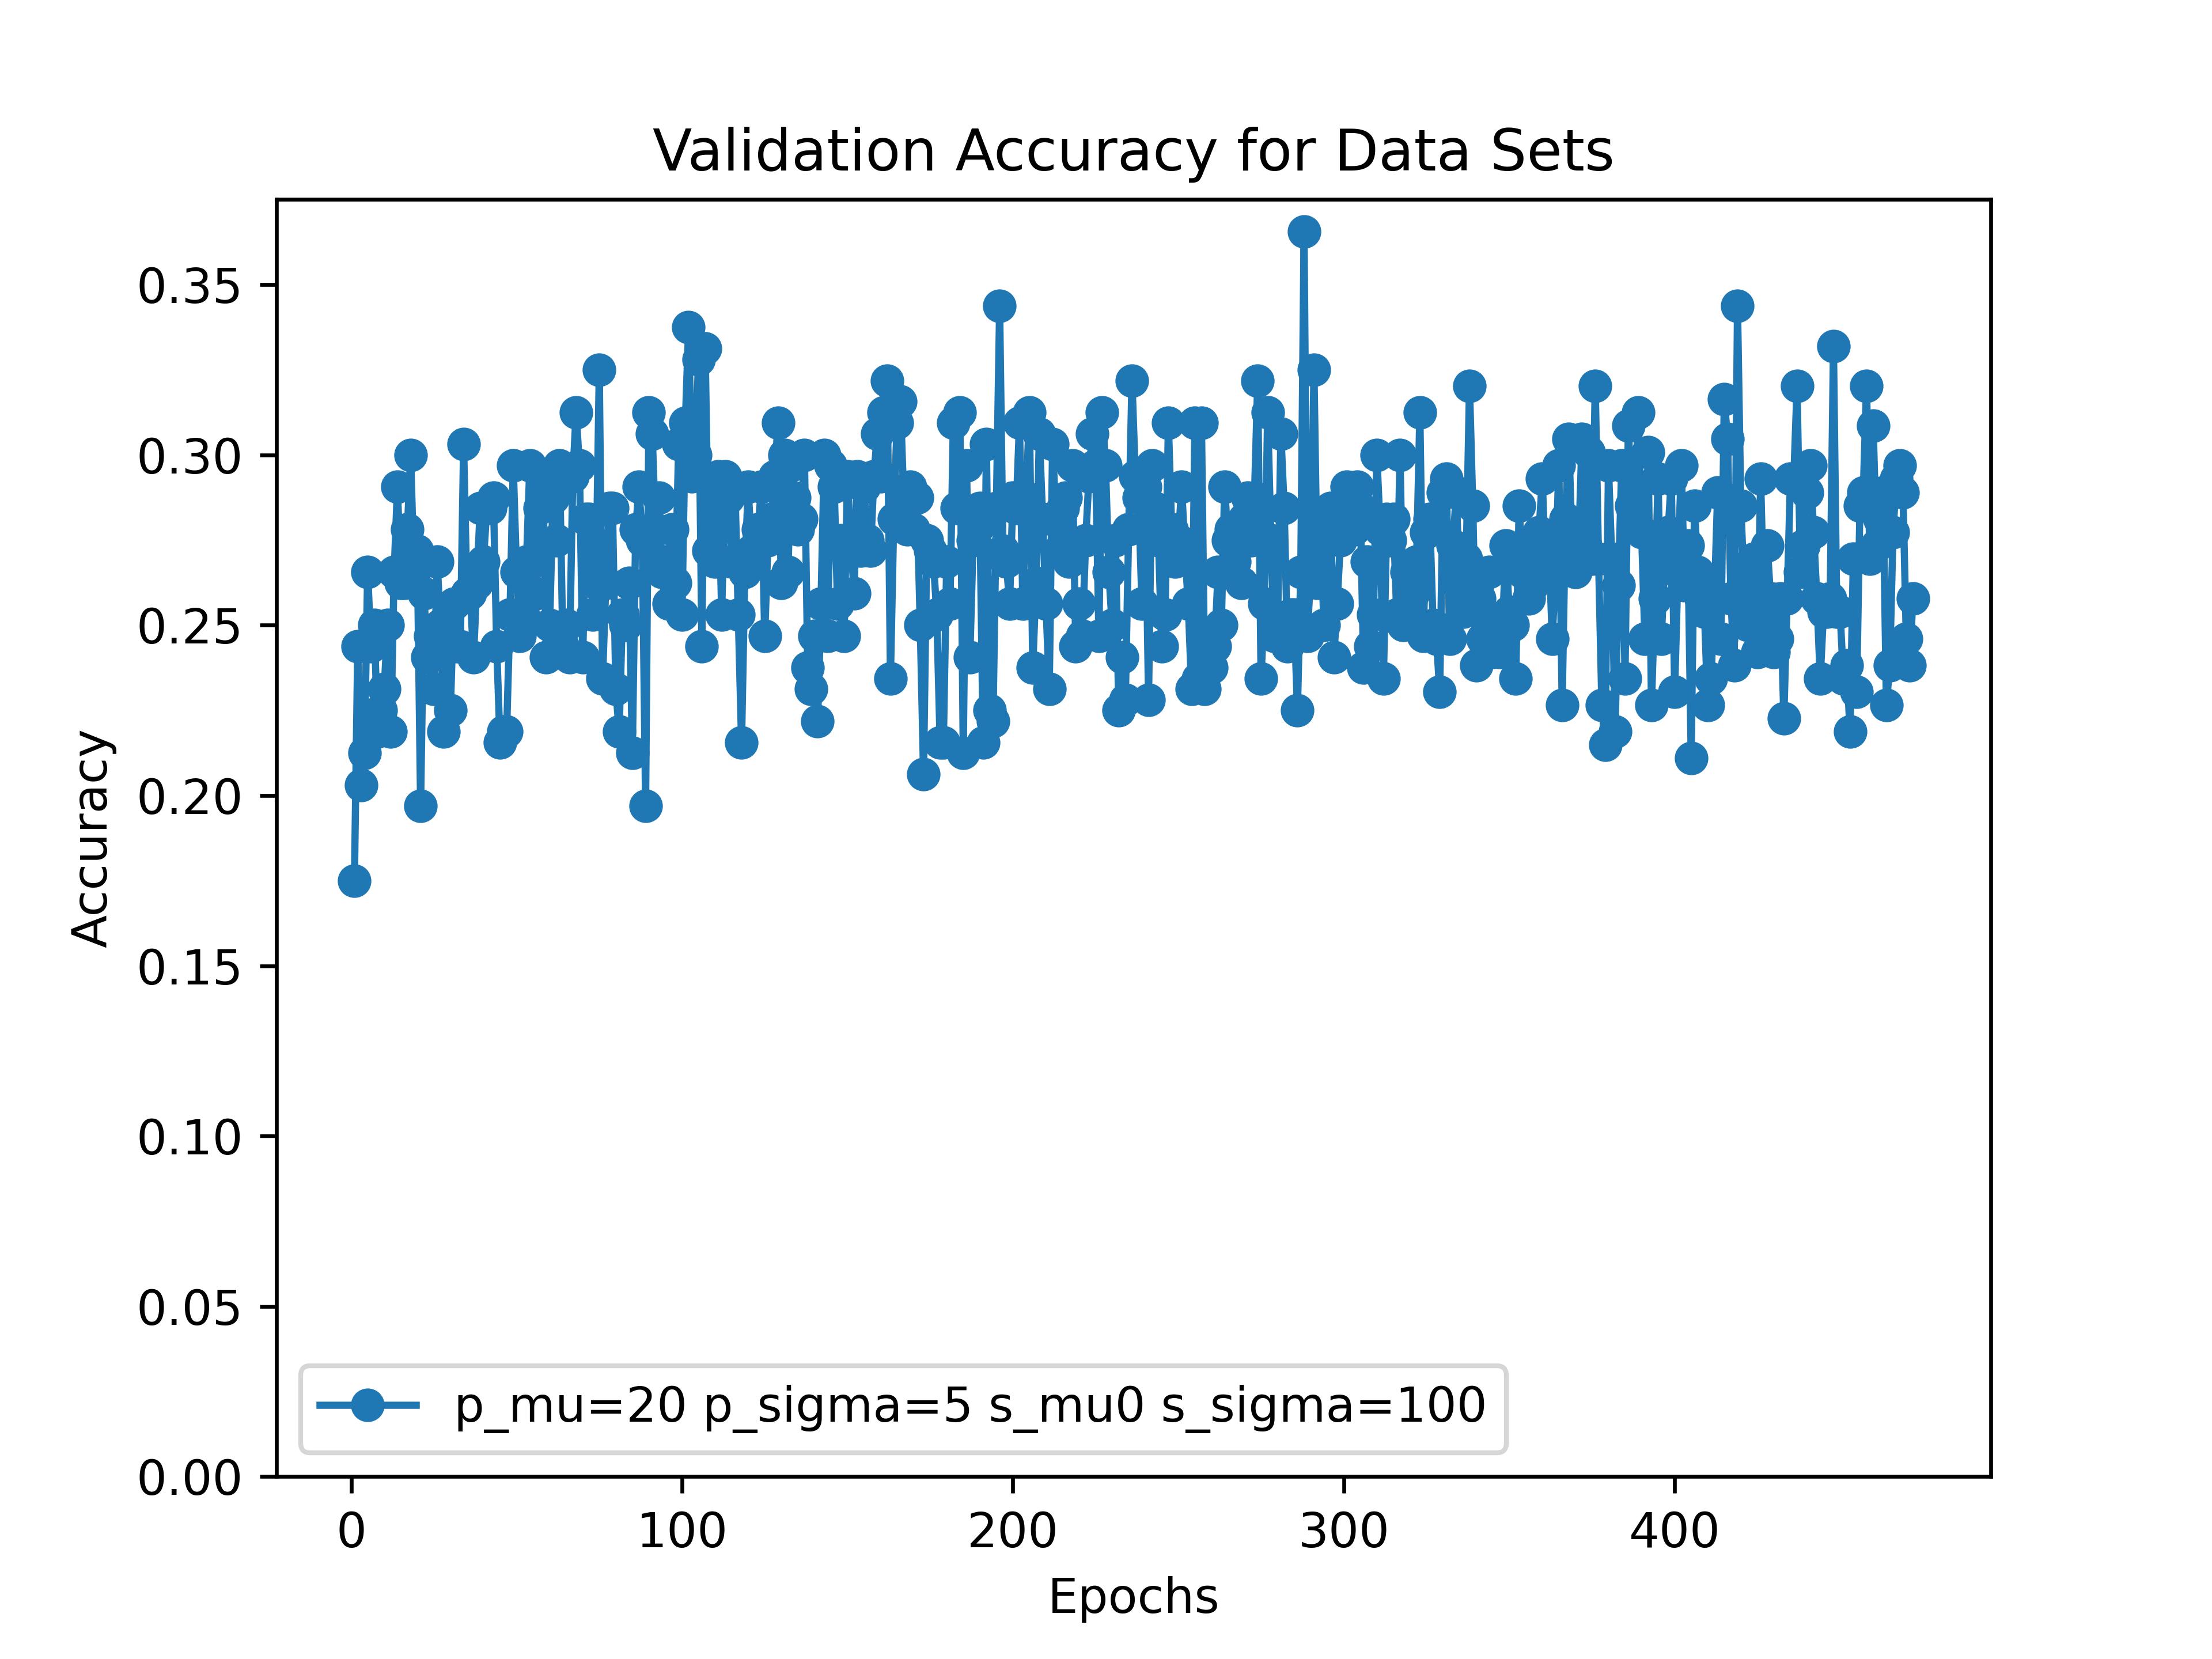 Validation Accuracy for Data Sets
Accuracy
0.35
0.30
0.25
0.20
0.15
0.10
0.05
0.00
p_mu=20 p_sigma=5 s_mu0 s_sigma=100
0 100 200 300 400
Epochs